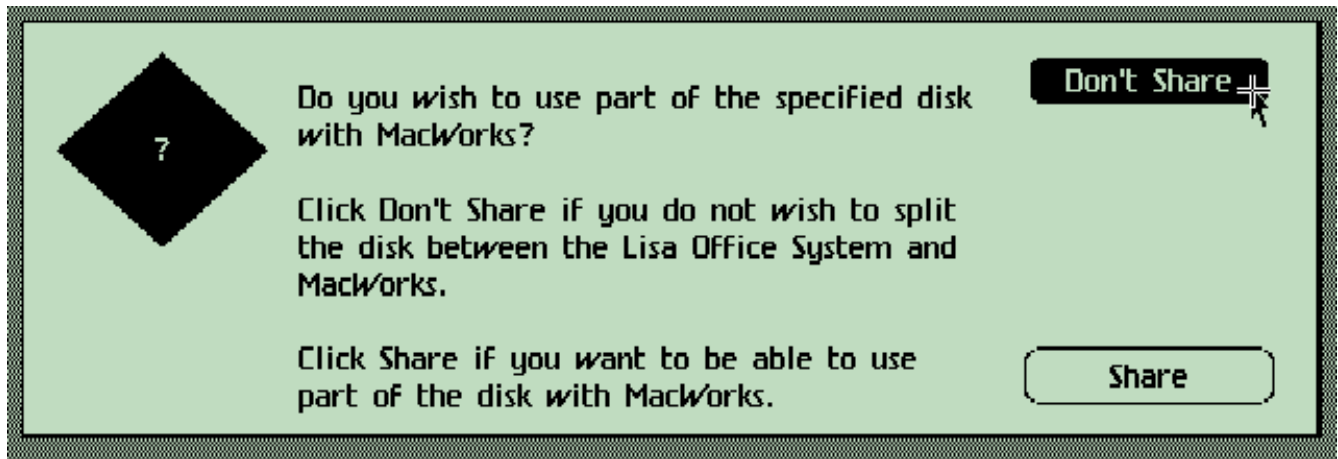 ?
Do you wish to use part of the specified disk
with MacWorks?
Click Don't Share if you do not wish to split
the disk between the Lisa Office System and
MacWorks.
Click Share if you want to be able to use
part of the disk with MacWorks.
Don't Share
Share